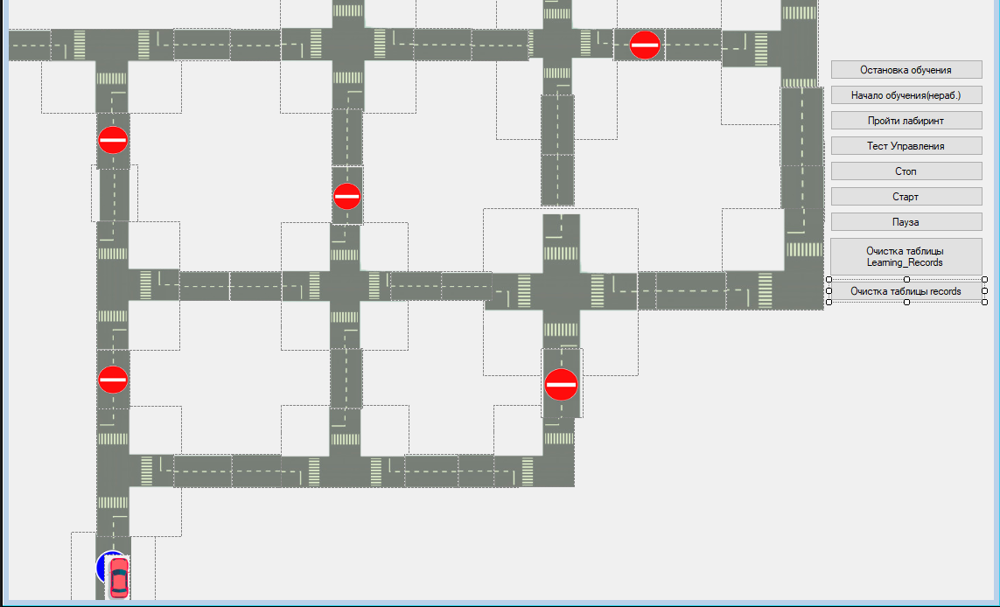 Остановка обучения
Начало обучения(нераб.)
Пройти лабиринт
Тест Управления
Стоп
Старт
Пауза
Очистка таблицы
Learning_Records
Очистка таблицы records